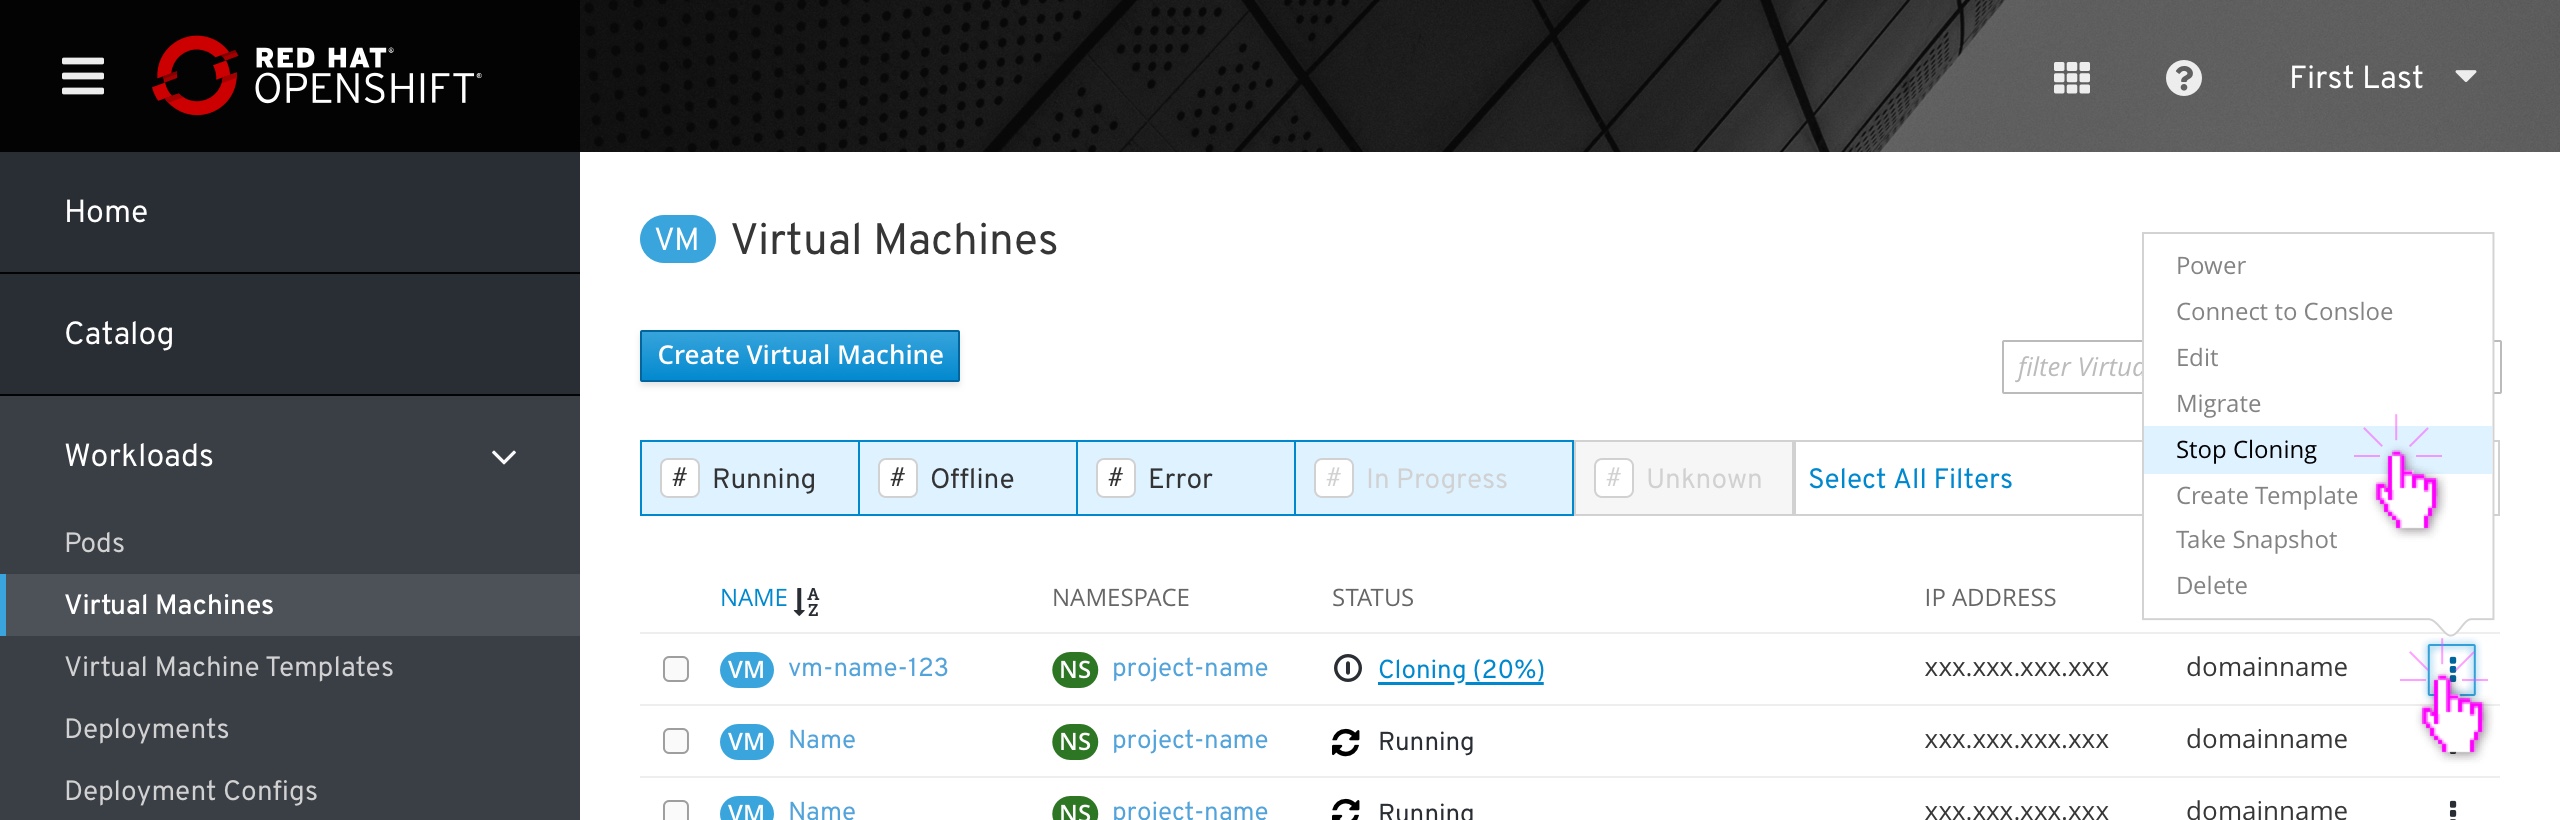 RED HAT®
OPENSHIFT®
First Last
Home
Catalog
Workloads
Pods
Virtual Machines
Virtual Machine Templates
Deployments
Deployment Configs
VM Virtual Machines
Create Virtual Machine
filter Virtua
Power
Connect to Consloe
Edit
Migrate
Stop Cloning
Create Template
Take Snapshot
Delete
# Running # Offline # Error # In Progress # Unknown Select All Filters
NAME A Z NAMESPACE STATUS IP ADDRESS
VM vm-name-123 NS project-name Cloning (20%) xxx.xxx.xxx.xxx domainname
VM Name NS project-name Running xxx.xxx.xxx.xxx domainname
VM Name NS project-name Running xxx.xxx.xxx.xxx domainname